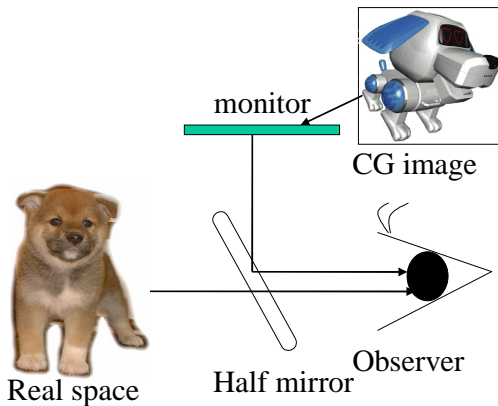 monitor
CG image
Real space
Half mirror
Observer